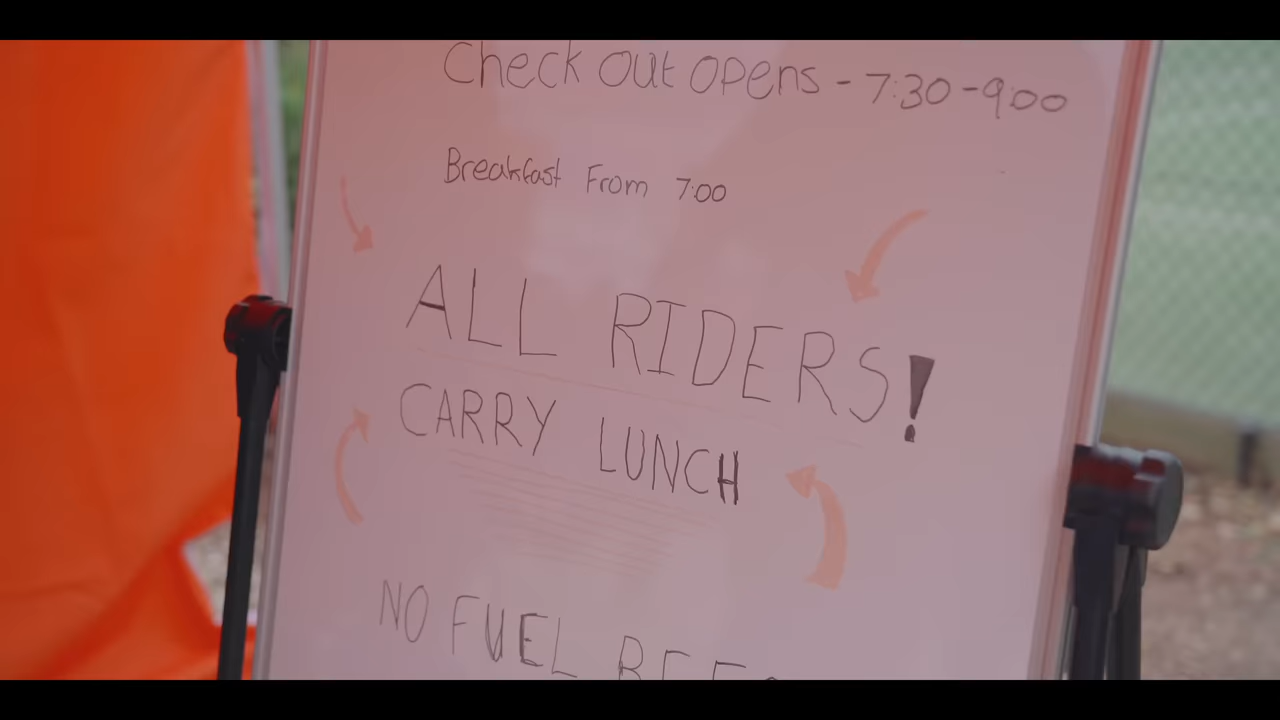 Check out opens - 7:30 - 9:00
Breakfast From 7:00
ALL RIDERS!
CARRY LUNCH
NO FUEL